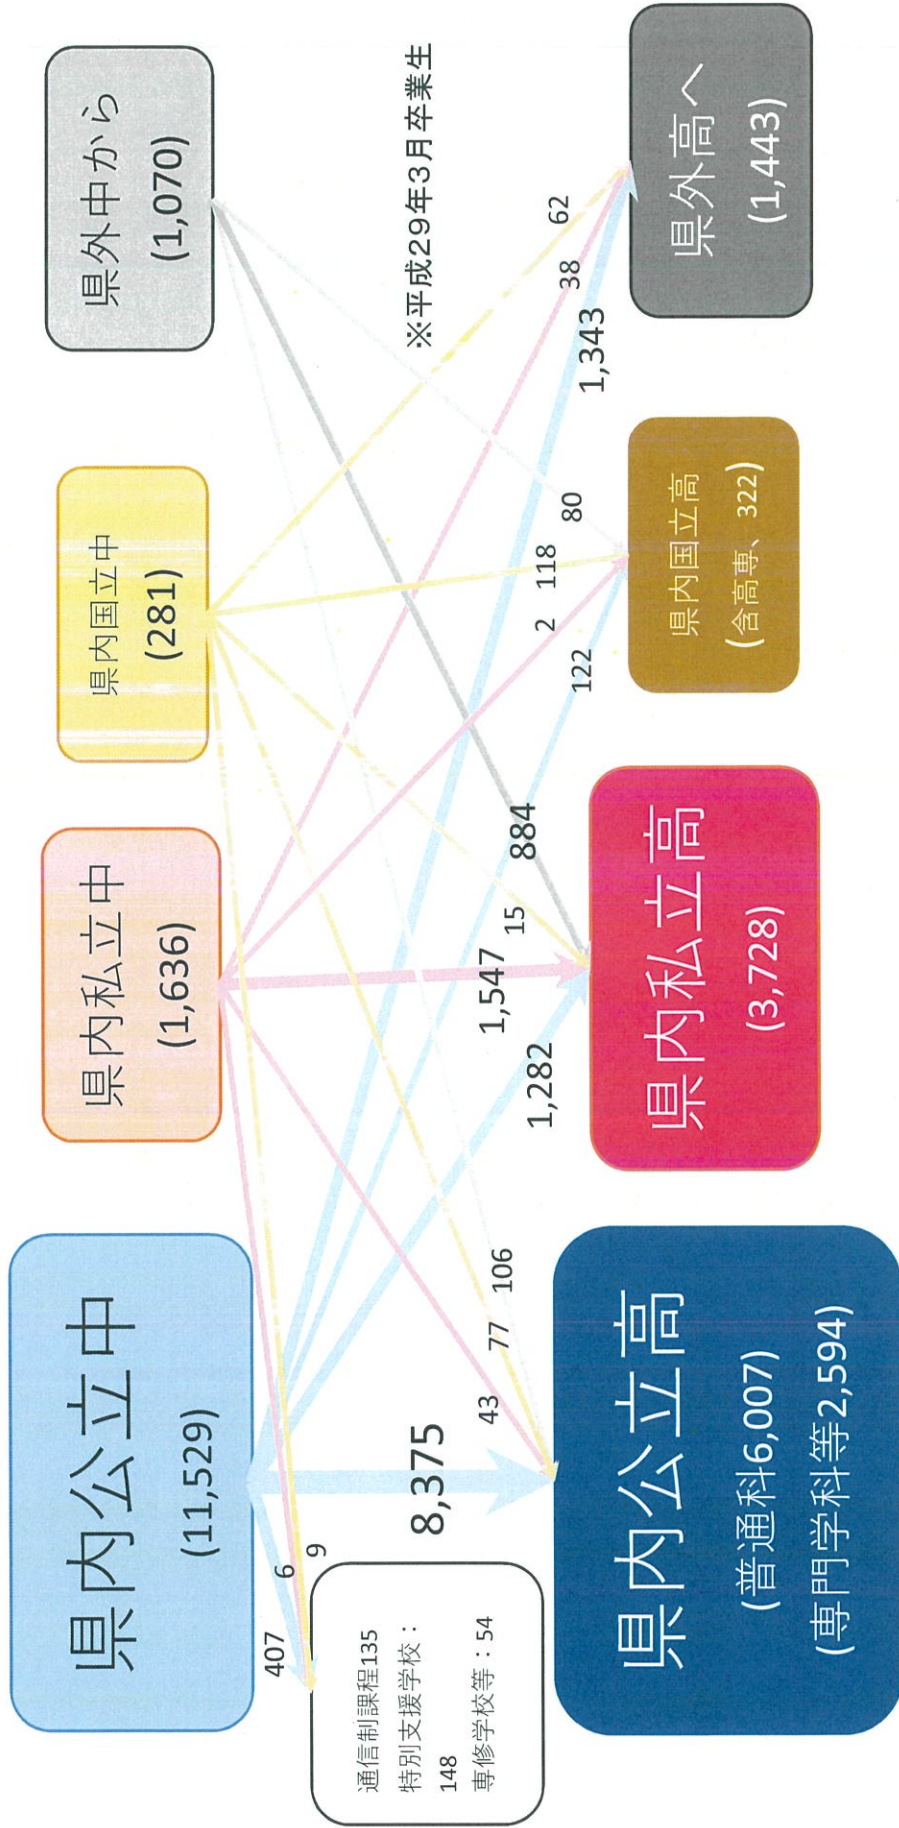 県内公立中
(11,529)
県内私立中
(1,636)
県内国立中
(281)
県外中から
(1,070)
※平成29年3月卒業生
407
6
9
8,375
43
77
106
1,282
1,547
15
884
122
2
118
80
1,343
38
62
通信制課程135
特別支援学校：
148
専修学校等：54
県内公立高
(普通科6,007)
(専門学科等2,594)
県内私立高
(3,728)
県内国立高
(含高専、322)
県外高へ
(1,443)